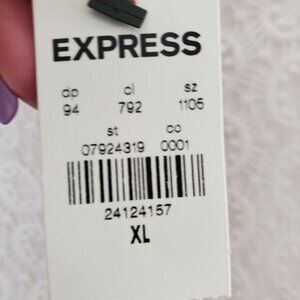 EXPRESS
dp cl sz
94 792 1105
st co
07924319 0001
24124157
XL